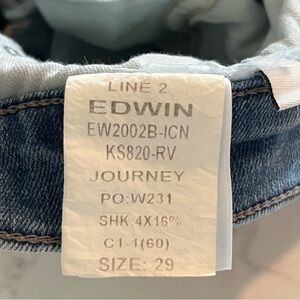 LINE 2
EDWIN
EW2002B-ICN
KS820-RV
JOURNEY
PO:W231
SHK.4X16%
C1-1(60)
SIZE: 29